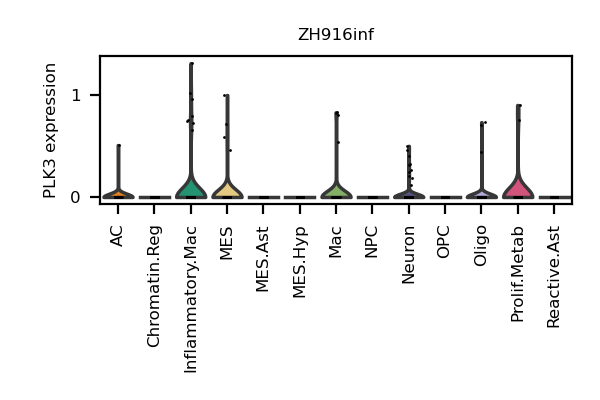 ZH916inf
PLK3 expression
1
0
AC
Chromatin.Reg
Inflammatory.Mac
MES
MES.Ast
MES.Hyp
Mac
NPC
Neuron
OPC
Oligo
Prolif.Metab
Reactive.Ast